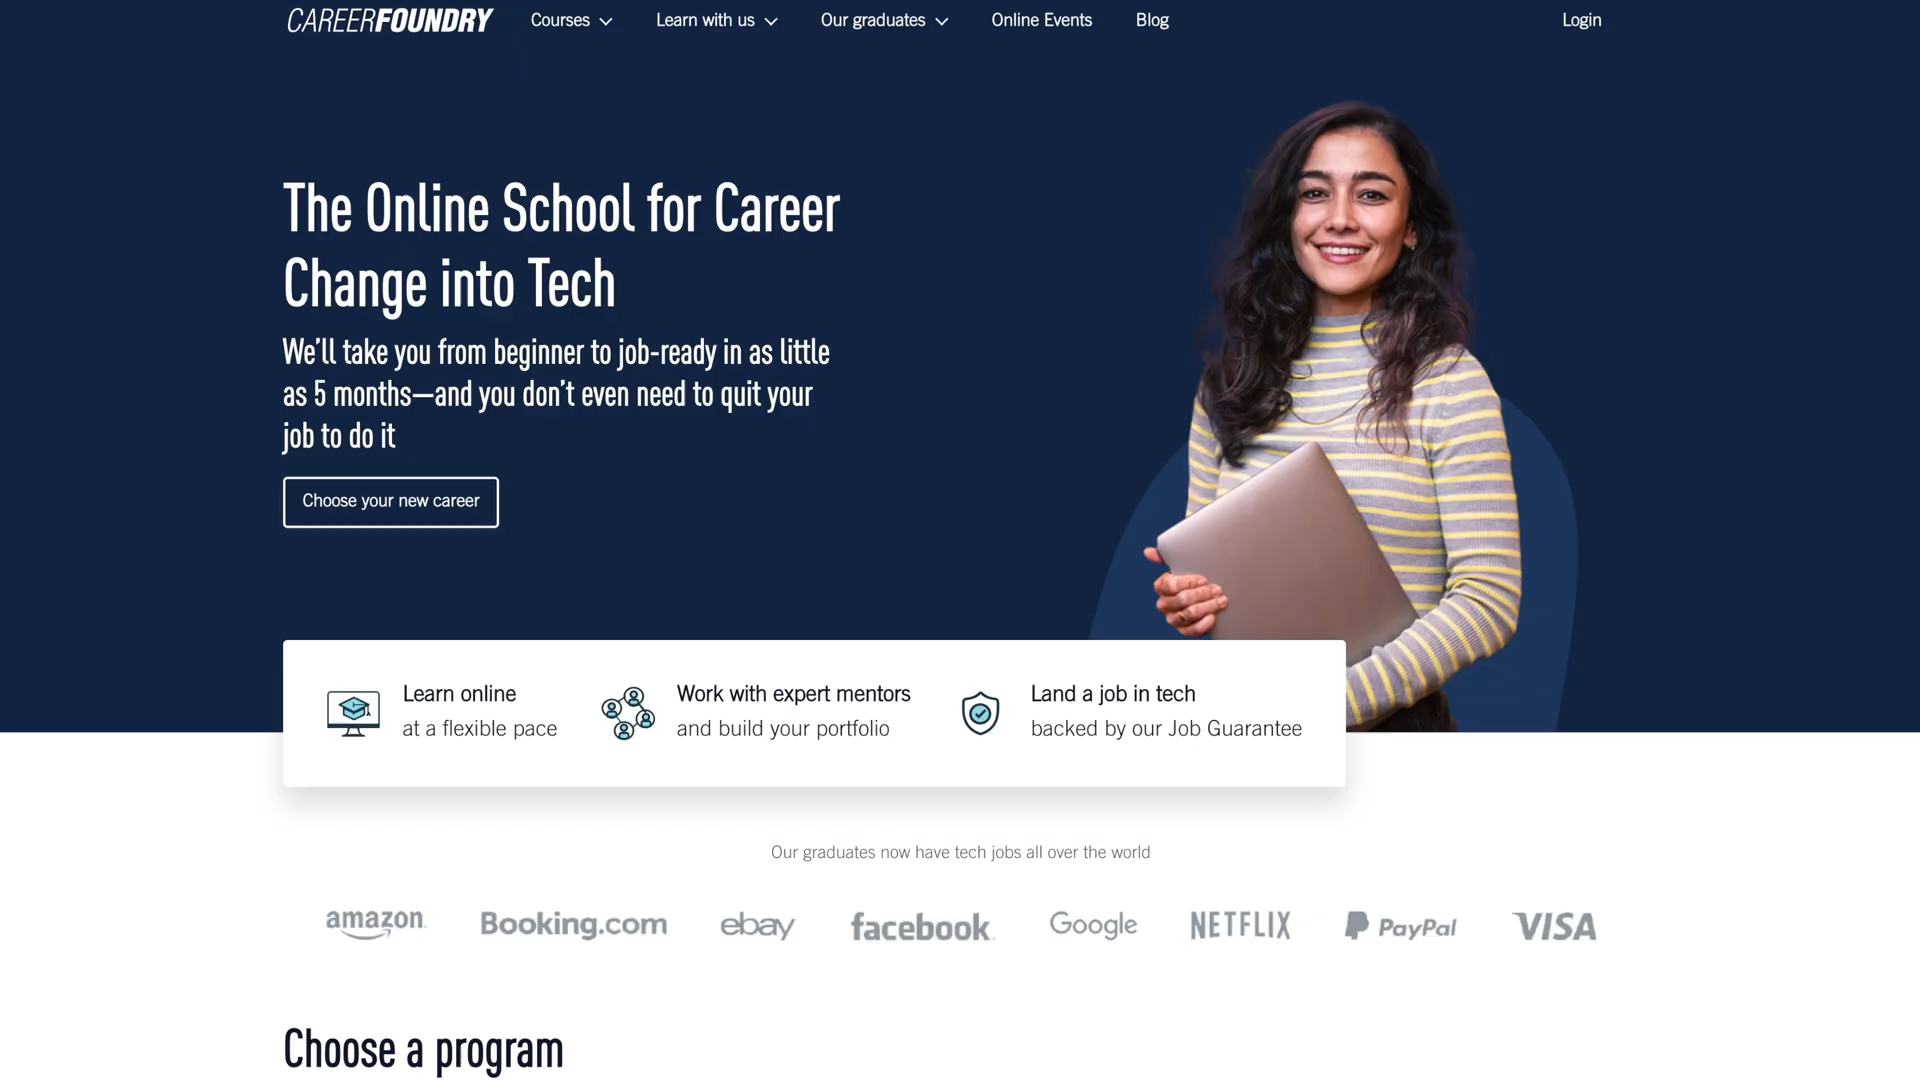 CAREERFOUNDRY
Courses
Learn with us
Our graduates
Online Events
Blog
Login
The Online School for Career
Change into Tech
We'll take you from beginner to job-ready in as little
as 5 months—and you don't even need to quit your
job to do it
Choose your new career
Learn online
at a flexible pace
Work with expert mentors
and build your portfolio
Land a job in tech
backed by our Job Guarantee
Our graduates now have tech jobs all over the world
amazon
Booking.com
ebay
facebook
Google
NETFLIX
PayPal
VISA
Choose a program